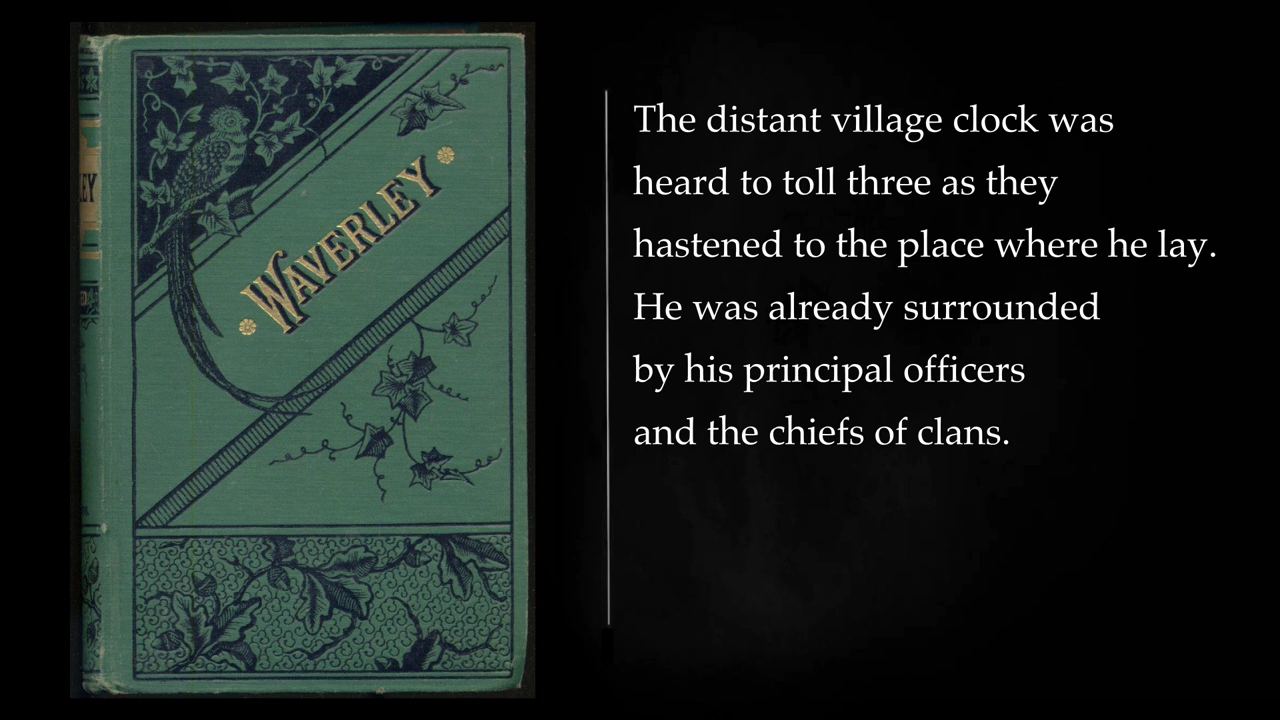 WAVERLEY
The distant village clock was
heard to toll three as they
hastened to the place where he lay.
He was already surrounded
by his principal officers
and the chiefs of clans.